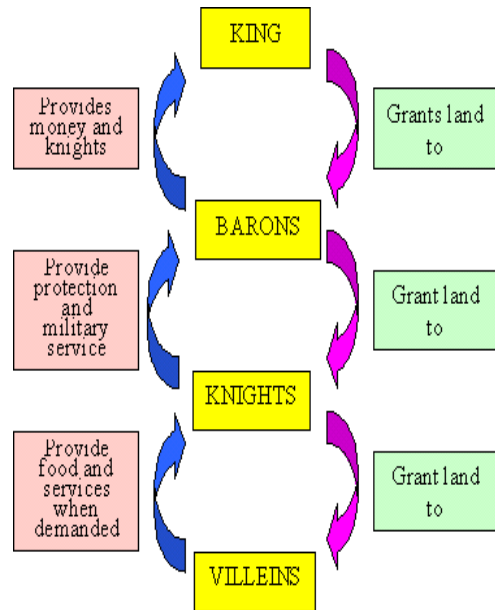 KING
Provides
money and
knights
Grants land
to
BARONS
Provide
protection
and
military
service
Grant land
to
KNIGHTS
Provide
food and
services
when
demanded
Grant land
to
VILLEINS